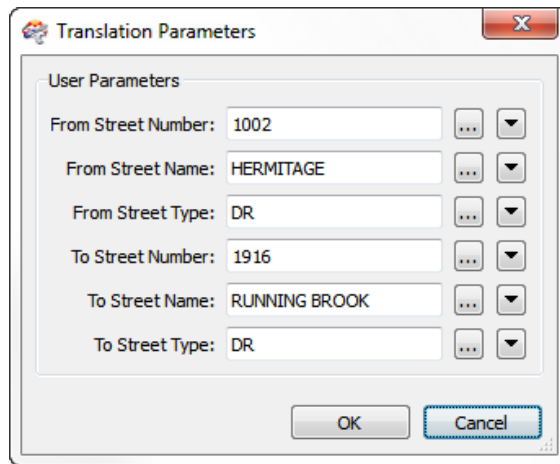 Translation Parameters
User Parameters
From Street Number: 1002 ...
From Street Name: HERMITAGE ...
From Street Type: DR ...
To Street Number: 1916 ...
To Street Name: RUNNING BROOK ...
To Street Type: DR ...
OK Cancel